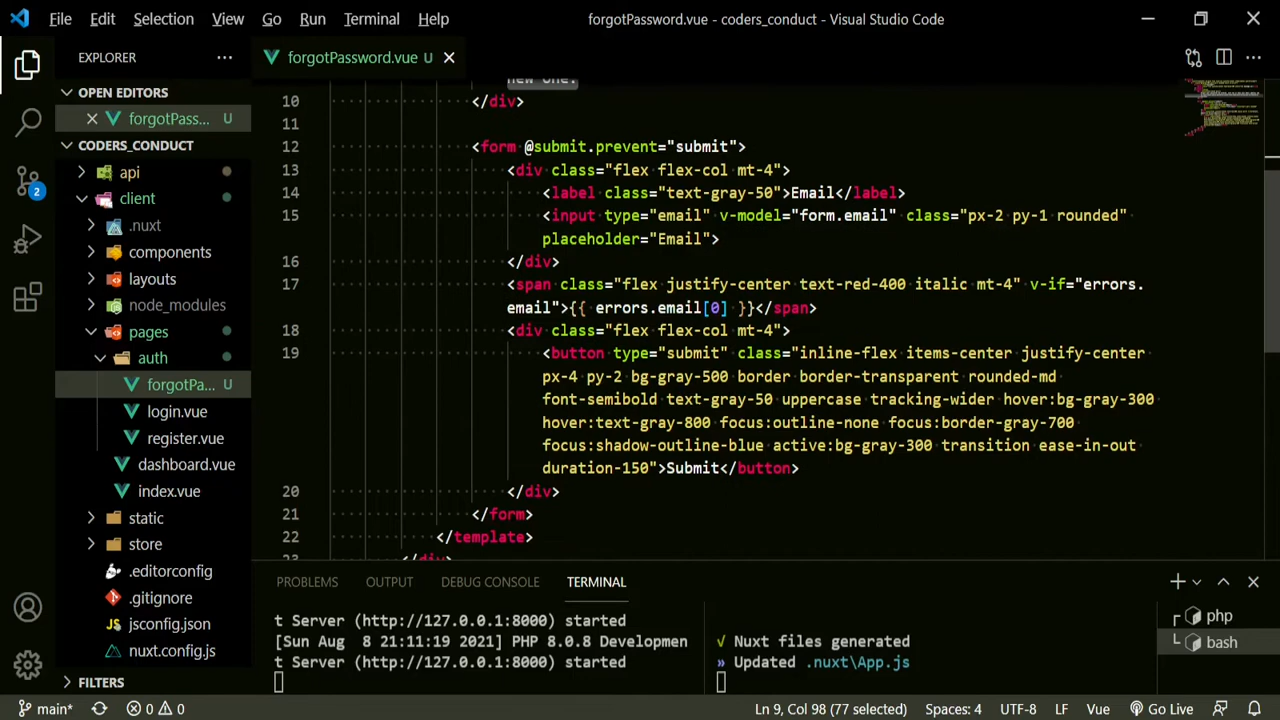 File Edit Selection View Go Run Terminal Help forgotPassword.vue - coders_conduct - Visual Studio Code
EXPLORER
forgotPassword.vue U
OPEN EDITORS
forgotPass... U
CODERS_CONDUCT
api
client
.nuxt
components
layouts
node_modules
pages
auth
forgotPa... U
login.vue
register.vue
dashboard.vue
index.vue
static
store
.editorconfig
.gitignore
jsconfig.json
nuxt.config.js
FILTERS
2
new one.
10 </div>
11
12 <form @submit.prevent="submit">
13 <div class="flex flex-col mt-4">
14 <label class="text-gray-50">Email</label>
15 <input type="email" v-model="form.email" class="px-2 py-1 rounded"
placeholder="Email">
16 </div>
17 <span class="flex justify-center text-red-400 italic mt-4" v-if="errors.
email">{{ errors.email[0] }}</span>
18 <div class="flex flex-col mt-4">
19 <button type="submit" class="inline-flex items-center justify-center
px-4 py-2 bg-gray-500 border border-transparent rounded-md
font-semibold text-gray-50 uppercase tracking-wider hover:bg-gray-300
hover:text-gray-800 focus:outline-none focus:border-gray-700
focus:shadow-outline-blue active:bg-gray-300 transition ease-in-out
duration-150">Submit</button>
20 </div>
21 </form>
22 </template>
23 </div>
PROBLEMS OUTPUT DEBUG CONSOLE TERMINAL
t Server (http://127.0.0.1:8000) started
[Sun Aug 8 21:11:19 2021] PHP 8.0.8 Developmen
t Server (http://127.0.0.1:8000) started
√ Nuxt files generated
» Updated .nuxt\App.js
php
bash
main* 0 0 Ln 9, Col 98 (77 selected) Spaces: 4 UTF-8 LF Vue Go Live